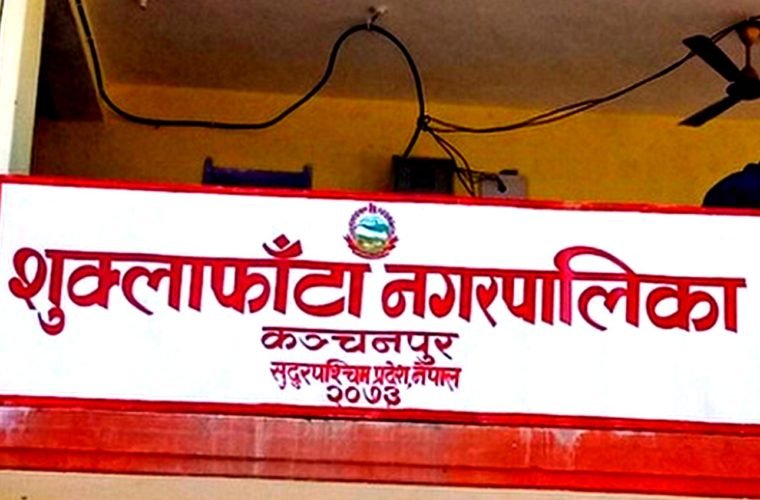 शुक्लाफाँटा नगरपालिका
कञ्चनपुर
सुदुरपश्चिम प्रदेश, नेपाल
२०७३